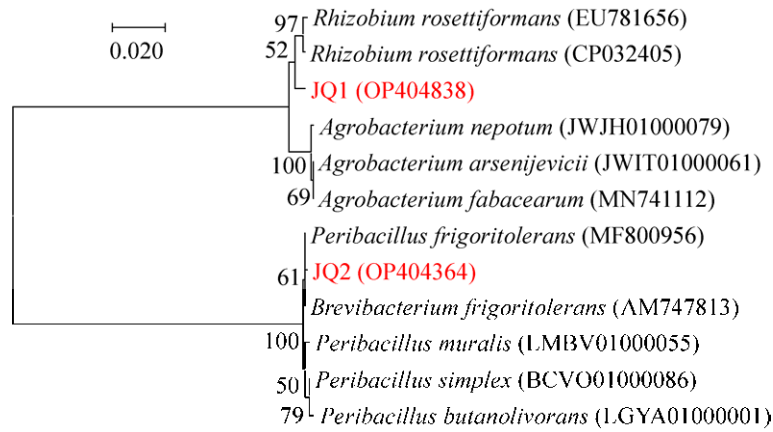 97
Rhizobium rosettiformans (EU781656)
0.020
52
Rhizobium rosettiformans (CP032405)
JQ1 (OP404838)
Agrobacterium nepotum (JWJH01000079)
100
Agrobacterium arsenijevicii (JWIT01000061)
69
Agrobacterium fabacearum (MN741112)
Peribacillus frigoritolerans (MF800956)
61
JQ2 (OP404364)
Brevibacterium frigoritolerans (AM747813)
100
Peribacillus muralis (LMBV01000055)
50
Peribacillus simplex (BCVO01000086)
79
Peribacillus butanolivorans (LGYA01000001)